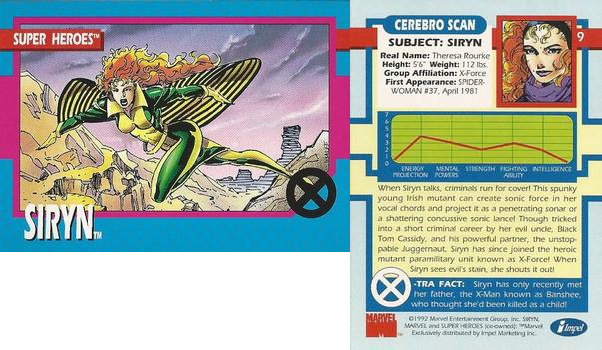 SUPER HEROES™
SIRYN™
CEREBRO SCAN
9
SUBJECT: SIRYN
Real Name: Theresa Rourke
Height: 5'6" Weight: 112 lbs.
Group Affiliation: X-Force
First Appearance: SPIDER-
WOMAN #37, April 1981
7
6
5
4
3
2
1
0
ENERGY PROJECTION
MENTAL POWERS
STRENGTH
FIGHTING ABILITY
INTELLIGENCE
When Siryn talks, criminals run for cover! This spunky
young Irish mutant can create sonic force in her
vocal chords and project it as a penetrating sonar or
a shattering concussive sonic lance! Though tricked
into a short criminal career by her evil uncle, Black
Tom Cassidy, and his powerful partner, the unstop-
pable Juggernaut, Siryn has since joined the heroic
mutant paramilitary unit known as X-Force! When
Siryn sees evil's stain, she shouts it out!
X-TRA FACT: Siryn has only recently met
her father, the X-Man known as Banshee,
who thought she'd been killed as a child!
©1992 Marvel Entertainment Group, Inc. SIRYN,
MARVEL and SUPER HEROES (co-owned): ™Marvel
Exclusively distributed by Impel Marketing Inc.
MARVEL
impel